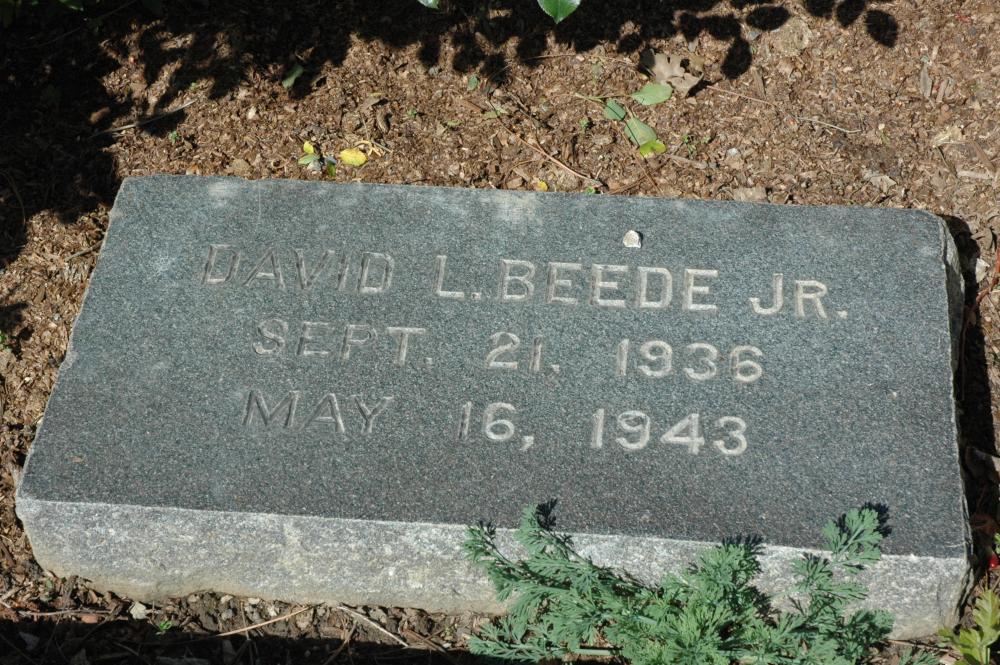 DAVID L. BEEDE JR.
SEPT. 21. 1936
MAY 16, 1943